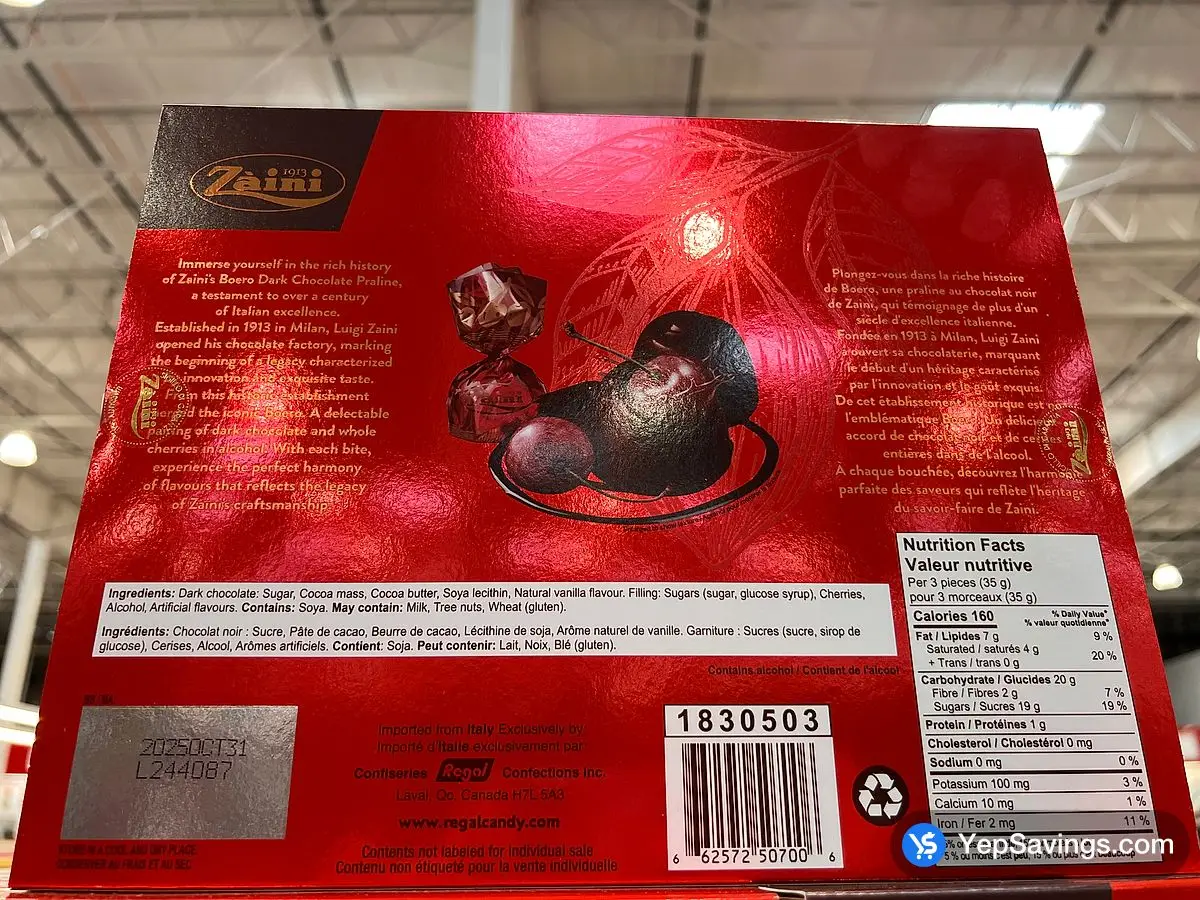 Zàini
1913
Immerse yourself in the rich history
of Zaini's Boero Dark Chocolate Praline,
a testament to over a century
of Italian excellence.
Established in 1913 in Milan, Luigi Zaini
opened his chocolate factory, marking
the beginning of a legacy characterized
innovation and exquisite taste.
From this historic establishment
the iconic Boero. A delectable
pairing of dark chocolate and whole
cherries in alcohol. With each bite,
experience the perfect harmony
of flavours that reflects the legacy
of Zaini's craftsmanship.
Zàini
Plongez-vous dans la riche histoire
de Boero, une praline au chocolat noir
de Zaini, qui témoignage de plus d'un
siècle d'excellence italienne.
Fondée en 1913 à Milan, Luigi Zaini
ouvert sa chocolaterie, marquant
le début d'un héritage caractérisé
par l'innovation et le goût exquis.
De cet établissement historique est
l'emblématique
accord de chocolat noir et de
entières dans de l'alcool.
À chaque bouchée, découvrez l'harmonie
parfaite des saveurs qui reflète l'héritage
du savoir-faire de Zaini.
Zàini
Ingredients: Dark chocolate: Sugar, Cocoa mass, Cocoa butter, Soya lecithin, Natural vanilla flavour. Filling: Sugars (sugar, glucose syrup), Cherries,
Alcohol, Artificial flavours. Contains: Soya. May contain: Milk, Tree nuts, Wheat (gluten).
Ingrédients: Chocolat noir : Sucre, Pâte de cacao, Beurre de cacao, Lécithine de soja, Arôme naturel de vanille. Garniture : Sucres (sucre, sirop de
glucose), Cerises, Alcool, Arômes artificiels. Contient: Soja. Peut contenir: Lait, Noix, Blé (gluten).
Contains alcohol / Contient de l'alcool
2025OCT31
L244087
STORE IN A COOL AND DRY PLACE
CONSERVER AU FRAIS ET AU SEC
Imported from Italy Exclusively by
Importé d'Italie exclusivement par
Confiseries Regal Confections Inc.
Laval, Qc. Canada H7L 5A3
www.regalcandy.com
Contents not labeled for individual sale
Contenu non étiqueté pour la vente individuelle
1830503
6 62572 50700 6
Nutrition Facts
Valeur nutritive
Per 3 pieces (35 g)
pour 3 morceaux (35 g)
Calories 160
% Daily Value*
% valeur quotidienne*
Fat / Lipides 7 g 9 %
Saturated / saturés 4 g
+ Trans / trans 0 g 20 %
Carbohydrate / Glucides 20 g
Fibre / Fibres 2 g 7 %
Sugars / Sucres 19 g 19 %
Protein / Protéines 1 g
Cholesterol / Cholestérol 0 mg
Sodium 0 mg 0 %
Potassium 100 mg 3 %
Calcium 10 mg 1 %
Iron / Fer 2 mg 11 %
YepSavings.com